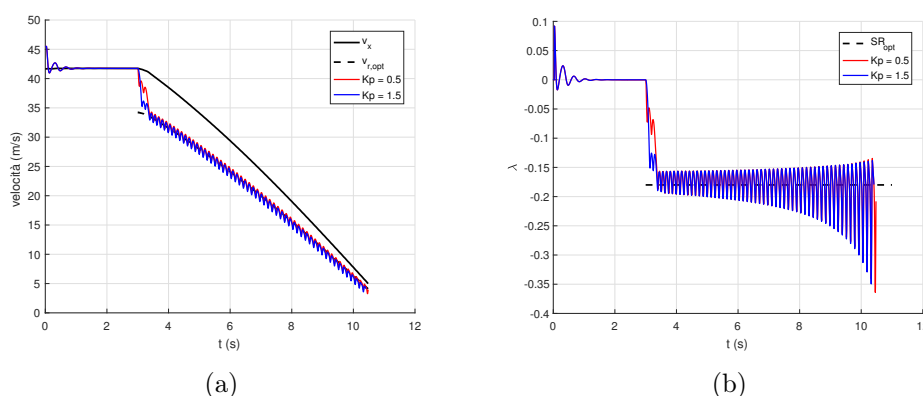 50
45
40
35
30
25
20
15
10
5
0
velocità (m/s)
0 2 4 6 8 10 12
t (s)
v_x
v_r,opt
Kp = 0.5
Kp = 1.5
(a)
0.1
0.05
0
-0.05
-0.1
-0.15
-0.2
-0.25
-0.3
-0.35
-0.4
λ
0 2 4 6 8 10 12
t (s)
SR_opt
Kp = 0.5
Kp = 1.5
(b)